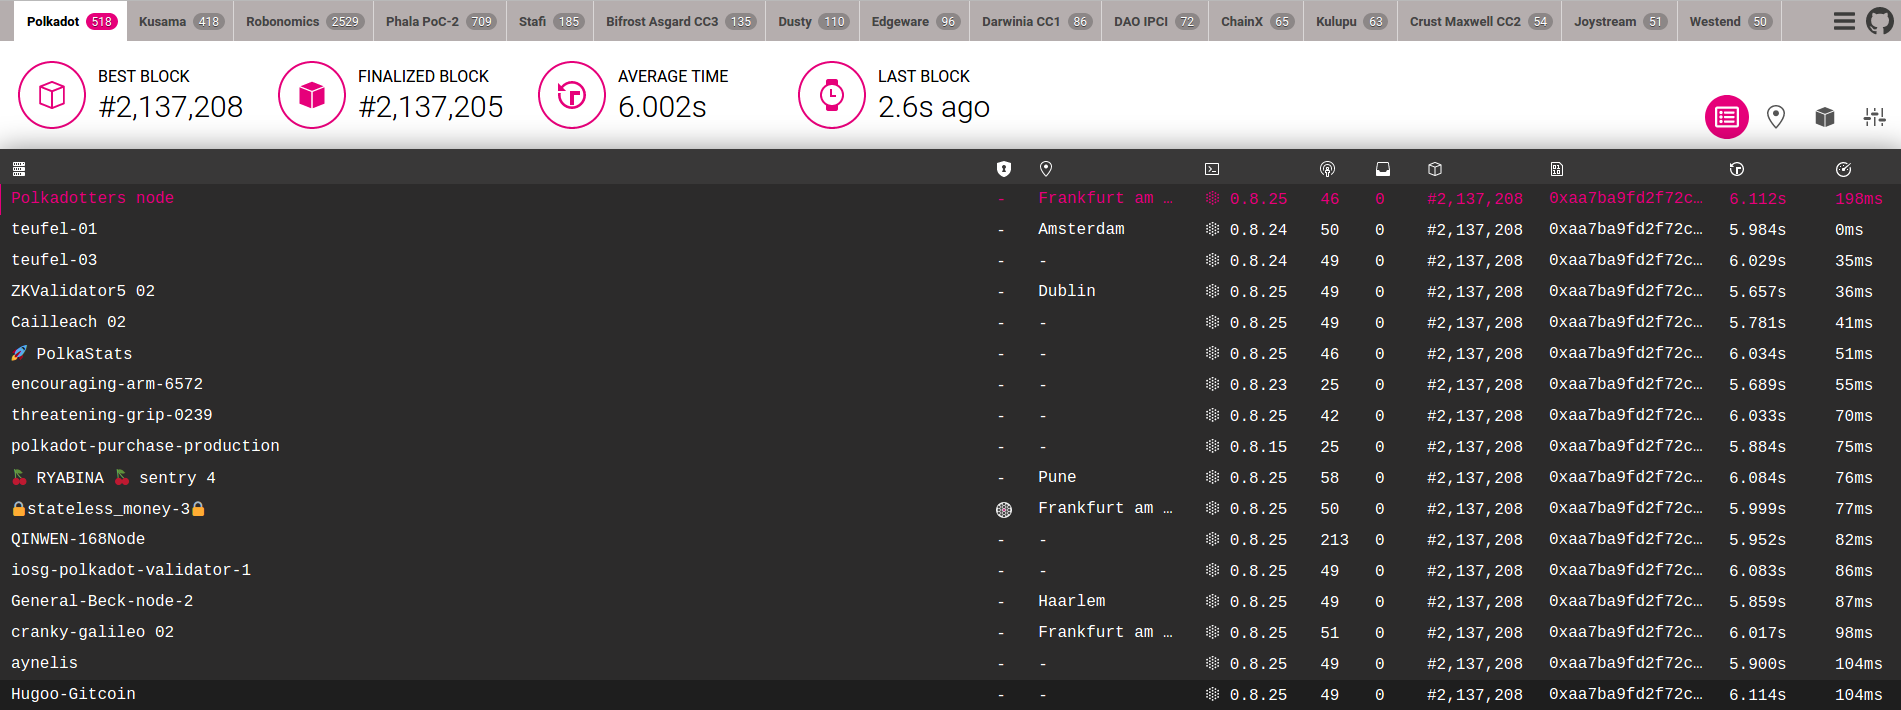 Polkadot 518 Kusama 418 Robonomics 2529 Phala PoC-2 709 Stafi 185 Bifrost Asgard CC3 135 Dusty 110 Edgeware 96 Darwinia CC1 86 DAO IPCI 72 ChainX 65 Kulupu 63 Crust Maxwell CC2 54 Joystream 51 Westend 50
BEST BLOCK FINALIZED BLOCK AVERAGE TIME LAST BLOCK
#2,137,208 #2,137,205 6.002s 2.6s ago
Polkadotters node - Frankfurt am … 0.8.25 46 0 #2,137,208 0xaa7ba9fd2f72c… 6.112s 198ms
teufel-01 - Amsterdam 0.8.24 50 0 #2,137,208 0xaa7ba9fd2f72c… 5.984s 0ms
teufel-03 - - 0.8.24 49 0 #2,137,208 0xaa7ba9fd2f72c… 6.029s 35ms
ZKValidator5 02 - Dublin 0.8.25 49 0 #2,137,208 0xaa7ba9fd2f72c… 5.657s 36ms
Cailleach 02 - - 0.8.25 49 0 #2,137,208 0xaa7ba9fd2f72c… 5.781s 41ms
🚀 PolkaStats - - 0.8.25 46 0 #2,137,208 0xaa7ba9fd2f72c… 6.034s 51ms
encouraging-arm-6572 - - 0.8.23 25 0 #2,137,208 0xaa7ba9fd2f72c… 5.689s 55ms
threatening-grip-0239 - - 0.8.25 42 0 #2,137,208 0xaa7ba9fd2f72c… 6.033s 70ms
polkadot-purchase-production - - 0.8.15 25 0 #2,137,208 0xaa7ba9fd2f72c… 5.884s 75ms
🍒 RYABINA 🍒 sentry 4 - Pune 0.8.25 58 0 #2,137,208 0xaa7ba9fd2f72c… 6.084s 76ms
🔒stateless_money-3🔒 Frankfurt am … 0.8.25 50 0 #2,137,208 0xaa7ba9fd2f72c… 5.999s 77ms
QINWEN-168Node - - 0.8.25 213 0 #2,137,208 0xaa7ba9fd2f72c… 5.952s 82ms
iosg-polkadot-validator-1 - - 0.8.25 49 0 #2,137,208 0xaa7ba9fd2f72c… 6.083s 86ms
General-Beck-node-2 - Haarlem 0.8.25 49 0 #2,137,208 0xaa7ba9fd2f72c… 5.859s 87ms
cranky-galileo 02 - Frankfurt am … 0.8.25 51 0 #2,137,208 0xaa7ba9fd2f72c… 6.017s 98ms
aynelis - - 0.8.25 49 0 #2,137,208 0xaa7ba9fd2f72c… 5.900s 104ms
Hugoo-Gitcoin - - 0.8.25 49 0 #2,137,208 0xaa7ba9fd2f72c… 6.114s 104ms